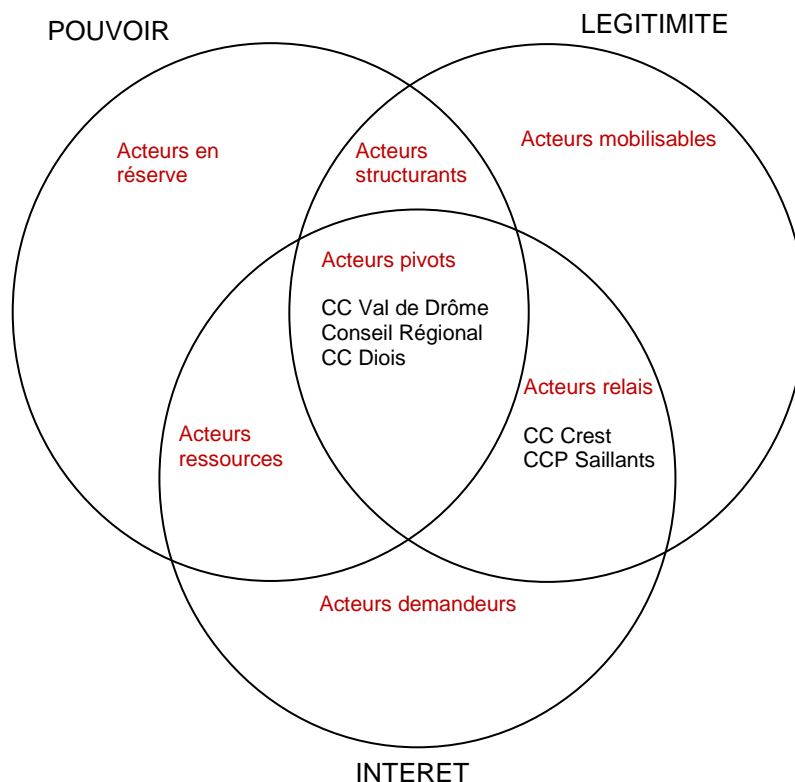 POUVOIR
LEGITIMITE
Acteurs en
réserve
Acteurs
structurants
Acteurs mobilisables
Acteurs pivots
CC Val de Drôme
Conseil Régional
CC Diois
Acteurs relais
CC Crest
CCP Saillants
Acteurs
ressources
Acteurs demandeurs
INTERET